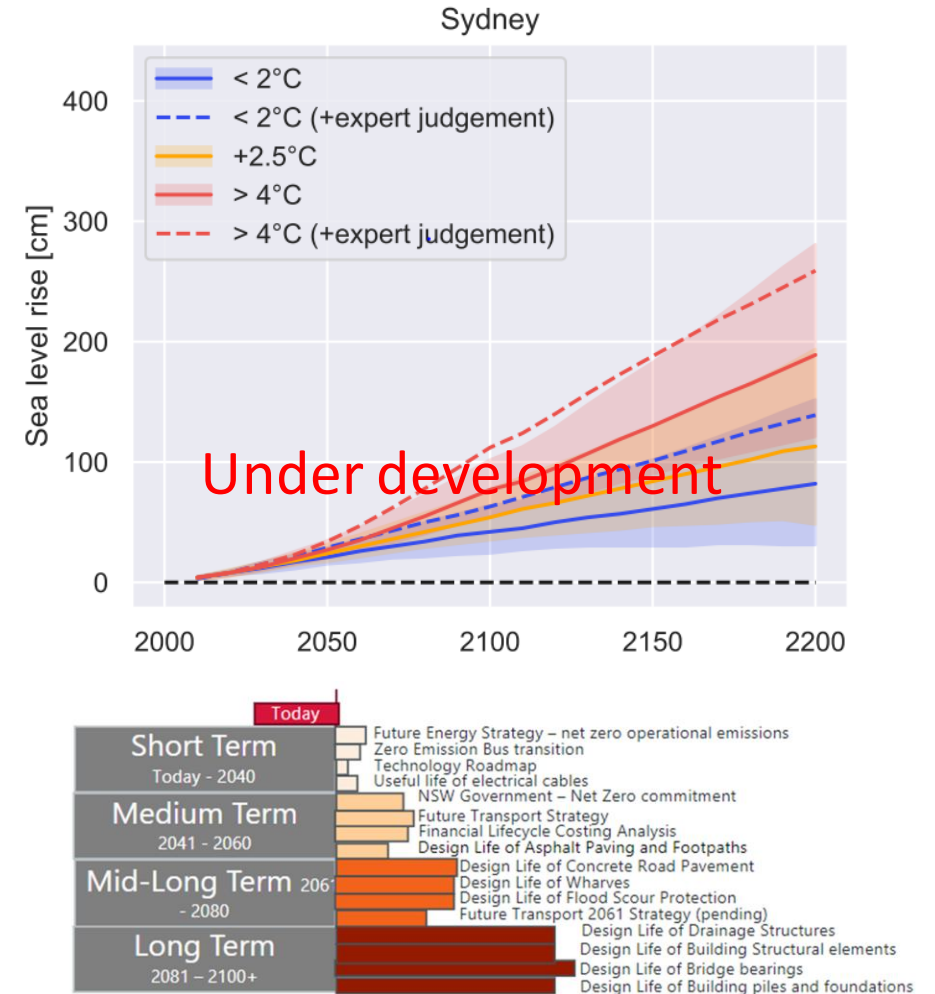 Sydney
400
300
200
100
0
Sea level rise [cm]
< 2°C
< 2°C (+expert judgement)
+2.5°C
> 4°C
> 4°C (+expert judgement)
Under development
2000 2050 2100 2150 2200
Today
Short Term
Today - 2040
Future Energy Strategy – net zero operational emissions
Zero Emission Bus transition
Technology Roadmap
Useful life of electrical cables
Medium Term
2041 - 2060
NSW Government – Net Zero commitment
Future Transport Strategy
Financial Lifecycle Costing Analysis
Design Life of Asphalt Paving and Footpaths
Mid-Long Term 2061
- 2080
Design Life of Concrete Road Pavement
Design Life of Wharves
Design Life of Flood Scour Protection
Future Transport 2061 Strategy (pending)
Long Term
2081 – 2100+
Design Life of Drainage Structures
Design Life of Building Structural elements
Design Life of Bridge bearings
Design Life of Building piles and foundations